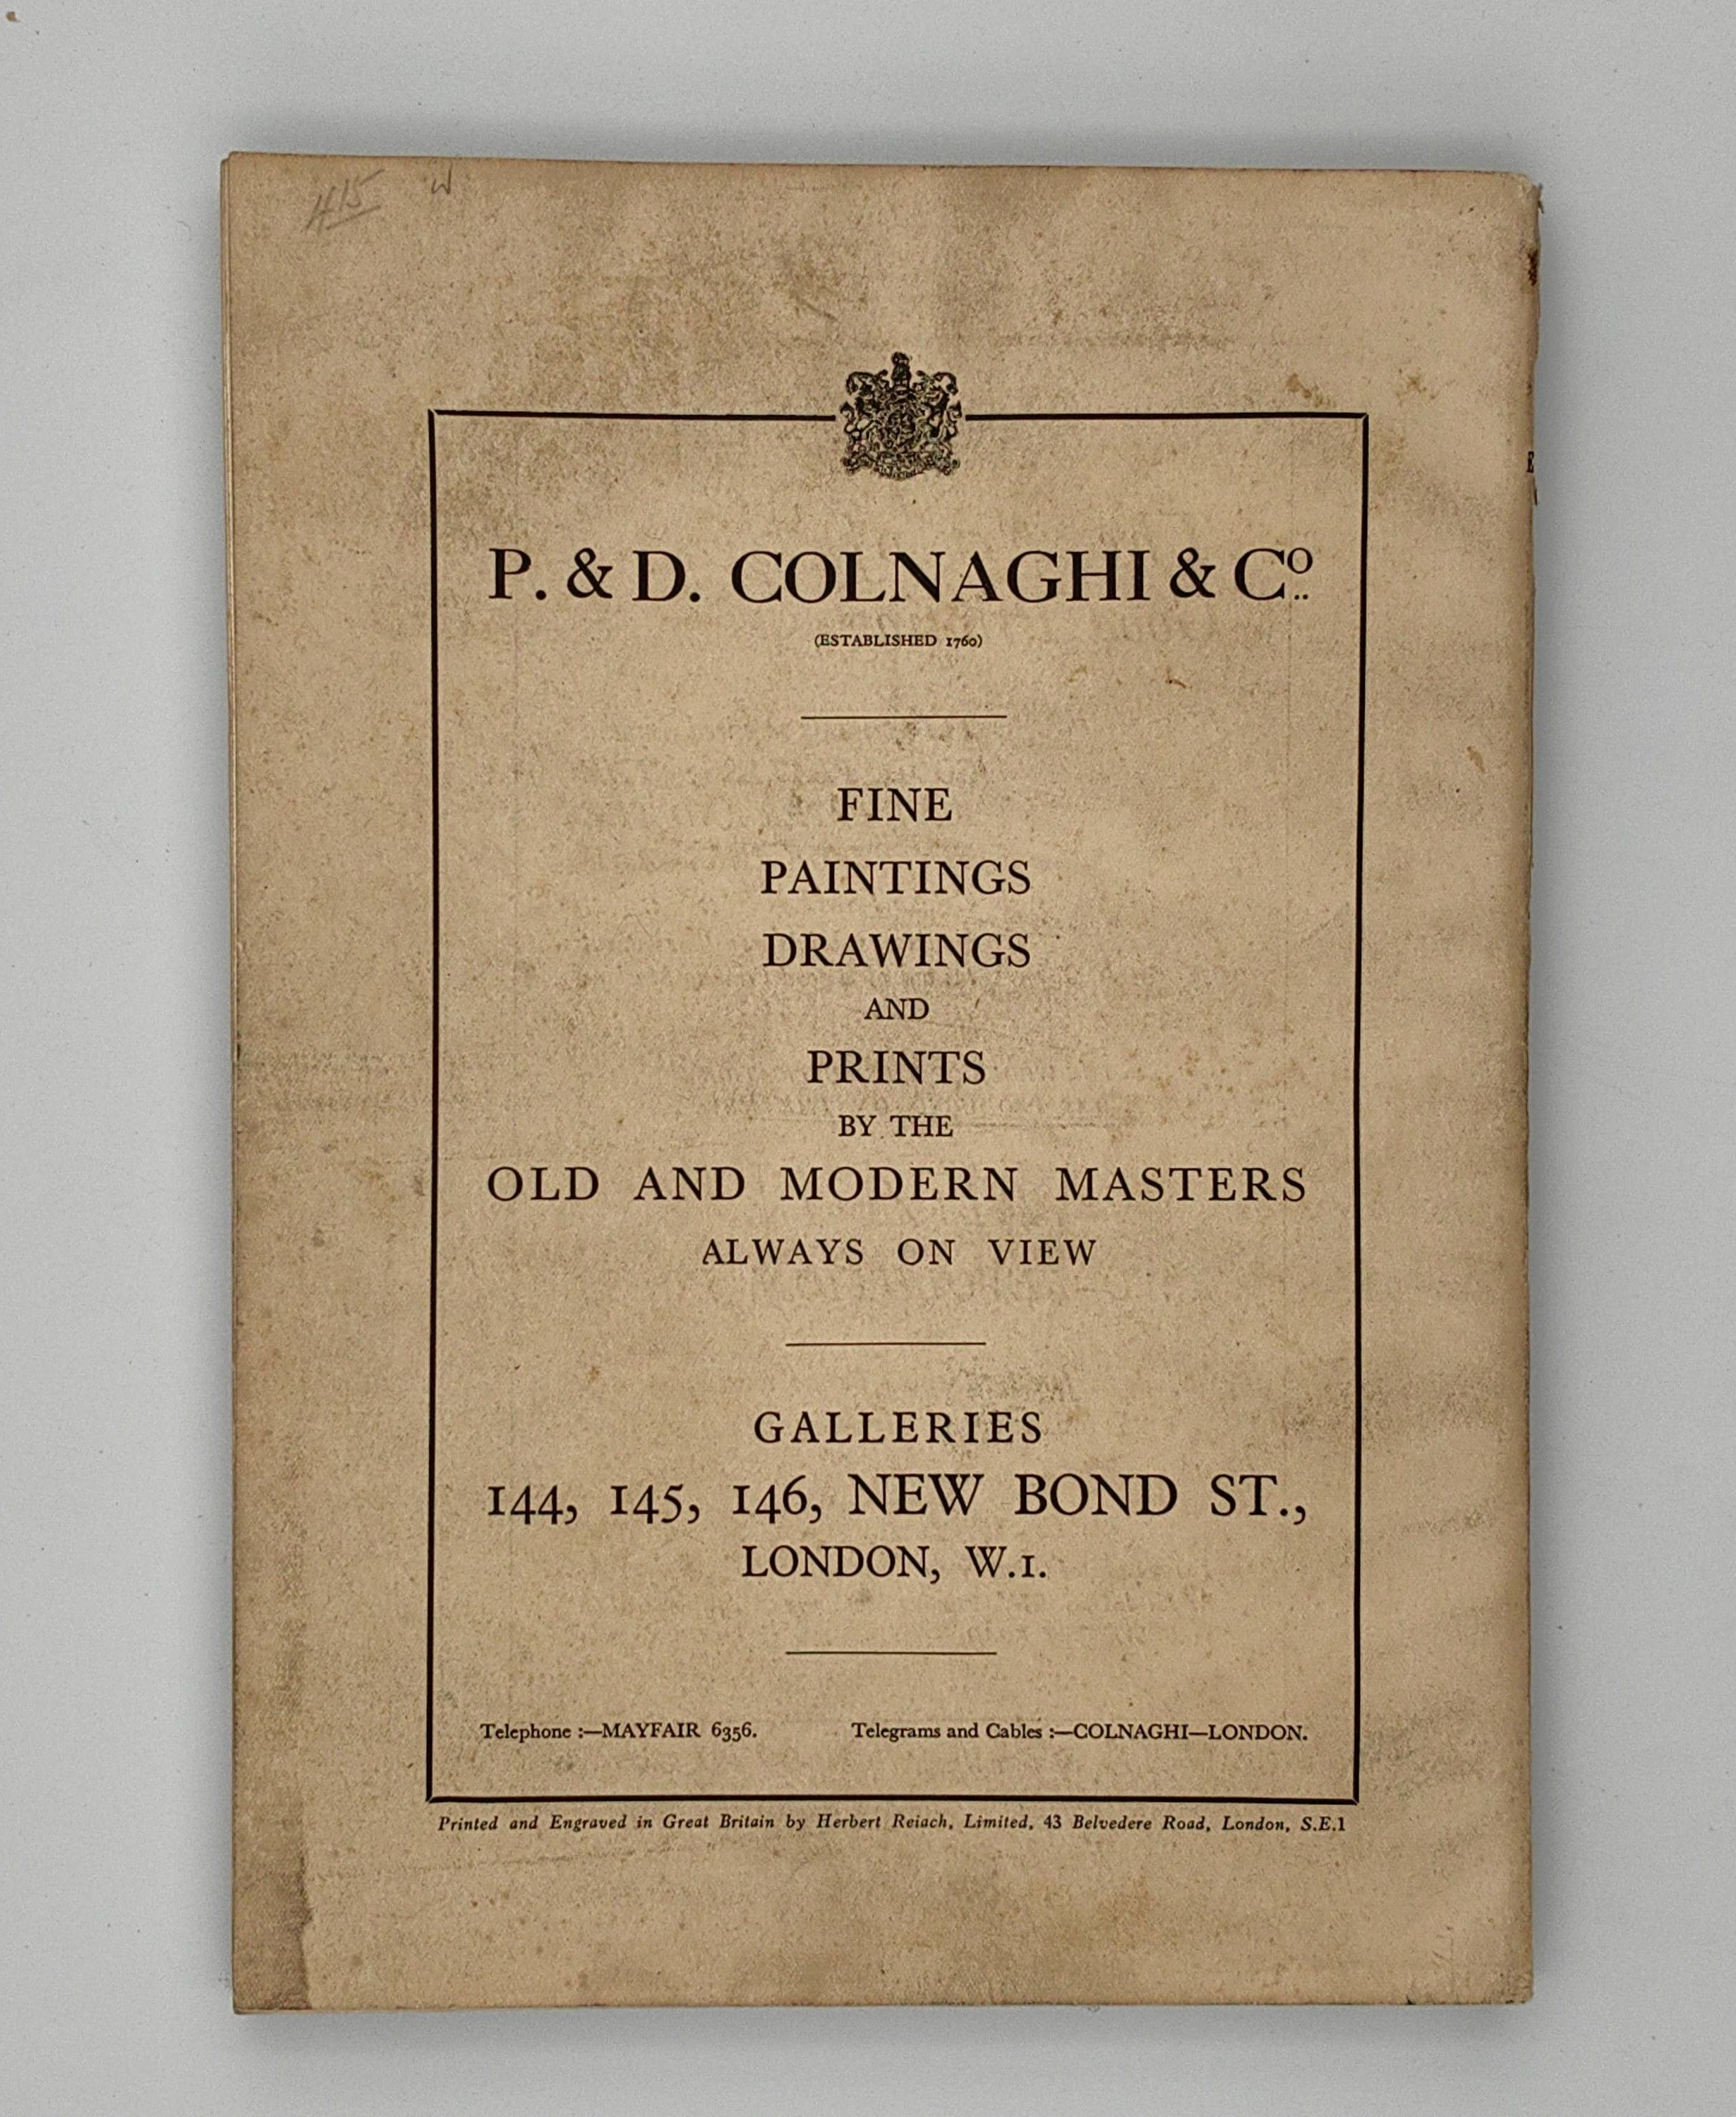 415 w
P. & D. COLNAGHI & Cº..
(ESTABLISHED 1760)
FINE
PAINTINGS
DRAWINGS
AND
PRINTS
BY THE
OLD AND MODERN MASTERS
ALWAYS ON VIEW
GALLERIES
144, 145, 146, NEW BOND ST.,
LONDON, W.1.
Telephone :—MAYFAIR 6356. Telegrams and Cables :—COLNAGHI—LONDON.
Printed and Engraved in Great Britain by Herbert Reiach, Limited, 43 Belvedere Road, London, S.E.1